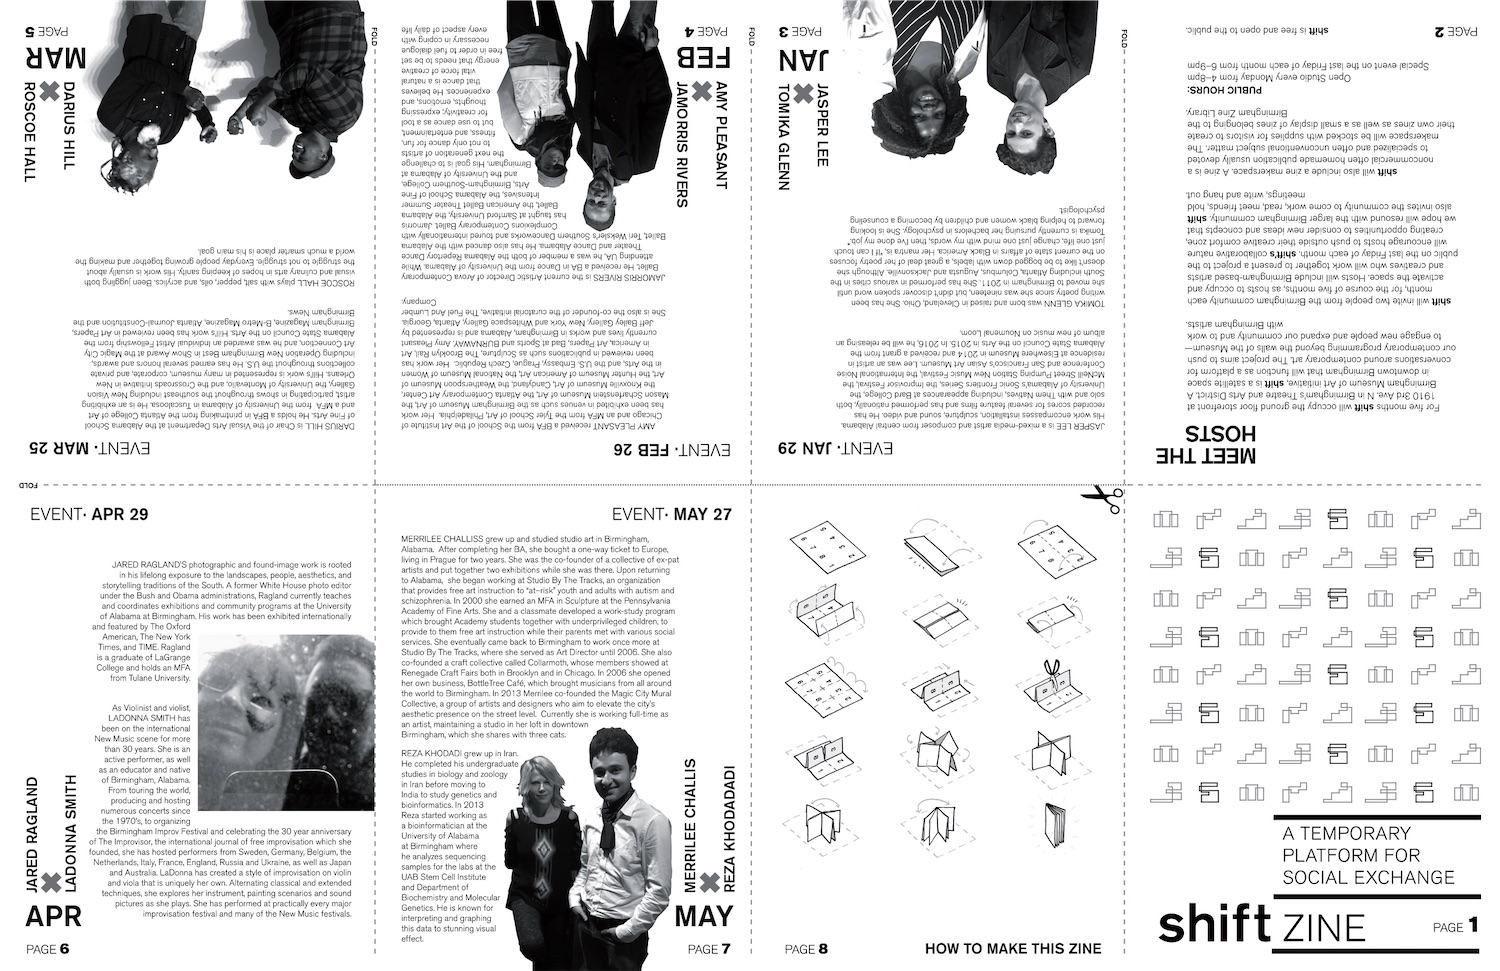 A TEMPORARY
PLATFORM FOR
SOCIAL EXCHANGE
shift ZINE
PAGE 1
MEET THE
HOSTS
For five months shift will occupy the ground floor storefront at
1910 3rd Ave. N in Birmingham's Theatre and Arts District. A
Birmingham Museum of Art initiative, shift is a satellite space
in downtown Birmingham that will function as a platform for
conversations around contemporary art. The project aims to push
our contemporary programming beyond the walls of the Museum—
to engage new people and expand our community and to work
with Birmingham artists.
shift will invite two people from the Birmingham community each
month, for the course of five months, as hosts to occupy and
activate the space. Hosts will include Birmingham-based artists
and creatives who will work together to present a project to the
public on the last Friday of each month. shift's collaborative nature
will encourage hosts to push outside their creative comfort zone,
creating opportunities to consider new ideas and concepts that
we hope will resound with the larger Birmingham community. shift
also invites the community to come work, read, meet friends, hold
meetings, write and hang out.
shift will also include a zine makerspace. A zine is a
noncommercial often homemade publication usually devoted
to specialized and often unconventional subject matter. The
makerspace will be stocked with supplies for visitors to create
their own zines as well as a small display of zines belonging to the
Birmingham Zine Library.
PUBLIC HOURS:
Open Studio every Monday from 4–8pm
Special event on the last Friday of each month from 6–9pm
shift is free and open to the public.
PAGE 2
EVENT· JAN 29
JASPER LEE is a mixed-media artist and composer from central Alabama.
His work encompasses installation, sculpture, sound and video. He has
recorded scores for several feature films and has performed nationally, both
solo and with Them Natives, including appearances at Bard College, the
University of Alabama's Sonic Frontiers Series, the Improvisor Festival, the
McNeill Street Pumping Station New Music Festival, the International Noise
Conference and San Francisco's Asian Art Museum. Lee was an artist in
residence at Elsewhere Museum in 2014 and received a grant from the
Alabama State Council on the Arts in 2015. In 2016, he will be releasing an
album of new music on Noumenal Loom.
TOMIKA GLENN was born and raised in Cleveland, Ohio. She has been
writing poetry since she was nineteen, but didn't discover spoken word until
she moved to Birmingham in 2011. She has performed in various cities in the
South including Atlanta, Columbus, Augusta and Jacksonville. Although she
doesn't like to be bogged down with labels, a great deal of her poetry focuses
on the current state of affairs in Black America. Her mantra is, "If I can touch
just one life, change just one mind with my words, then I've done my job."
Tomika is currently pursuing her bachelors in psychology. She is looking
forward to helping black women and children by becoming a counseling
psychologist.
JASPER LEE
X
TOMIKA GLENN
JAN
PAGE 3
FOLD
EVENT· FEB 26
AMY PLEASANT received a BFA from the School of the Art Institute of
Chicago and an MFA from the Tyler School of Art, Philadelphia. Her work
has been exhibited in venues such as the Birmingham Museum of Art, the
Maass Scharfenstein Museum of Art, the Atlanta Contemporary Art Center,
the Knoxville Museum of Art, Candyland, the Weatherspoon Museum of
Art, the Hunter Museum of American Art, the National Museum of Women
in the Arts, and the U.S. Embassy, Prague, Czech Republic. Her work has
been reviewed in publications such as Sculpture, The Brooklyn Rail, Art
in America, Art Papers, Bad at Sports and BURNAWAY. Amy Pleasant
currently lives and works in Birmingham, Alabama and is represented by
Jeff Bailey Gallery, New York and Whitespace Gallery, Atlanta, Georgia.
She is also the co-founder of the curatorial initiative, The Fuel And Lumber
Company.
JAMORRIS RIVERS is the current Artistic Director of Arova Contemporary
Ballet. He received a BA in Dance from the University of Alabama. While
attending UA, he was a member of both the Alabama Repertory Dance
Theater and Dance Alabama. He has also danced with the Alabama
Ballet, Teri Weksler's Southern Danceworks and toured internationally with
Complexions Contemporary Ballet. Jamorris
has taught at Samford University, the Alabama
Ballet, the American Ballet Theater Summer
Intensives, the Alabama School of Fine
Arts, Birmingham-Southern College,
and the University of Alabama at
Birmingham. His goal is to challenge
the next generation of artists
to not only dance for fun,
fitness, and entertainment,
but to use dance as a tool
for creativity; expressing
thoughts, emotions, and
experiences. He believes
that dance is a natural
vital force of creative
energy that needs to be set
free in order to fuel dialogue
necessary in coping with
every aspect of daily life
AMY PLEASANT
X
JAMORRIS RIVERS
FEB
PAGE 4
FOLD
EVENT· MAR 25
DARIUS HILL is Chair of the Visual Arts Department at the Alabama School
of Fine Arts. He holds a BFA in printmaking from the Atlanta College of Art
and a MFA from the University of Alabama in Tuscaloosa. He is an exhibiting
artist, participating in shows throughout the southeast including New Vision
Gallery, The University of Montevallo, and the Crossroads Initiative in New
Orleans. Hill's work is represented in many museum, corporate and private
collections throughout the U.S. He has earned several honors and awards,
including Operation New Birmingham Best in Show Award at the Magic City
Art Connection, and he was awarded an Individual Artist Fellowship from the
Alabama State Council on the Arts. Hill's work has been reviewed in Art Papers,
Birmingham Magazine, B-Metro Magazine, Atlanta Journal-Constitution and the
Birmingham News.
ROSCOE HALL plays with salt, pepper, oils, and acrylics. Been juggling both
visual and culinary arts in hopes of keeping sanity. His work is usually about
the struggle to not struggle. Everyday people growing together and making the
world a much smarter place is his main goal.
DARIUS HILL
X
ROSCOE HALL
MAR
PAGE 5
FOLD
FOLD
EVENT· APR 29
JARED RAGLAND'S photographic and found-image work is rooted
in his lifelong exposure to the landscapes, people, aesthetics, and
storytelling traditions of the South. A former White House photo editor
under the Bush and Obama administrations, Ragland currently teaches
and coordinates exhibitions and community programs at the University
of Alabama at Birmingham. His work has been exhibited internationally
and featured by The Oxford
American, The New York
Times, and TIME. Ragland
is a graduate of LaGrange
College and holds an MFA
from Tulane University.
As Violinist and violist,
LADONNA SMITH has
been on the international
New Music scene for more
than 30 years. She is an
active performer, as well
as an educator and native
of Birmingham, Alabama.
From touring the world,
producing and hosting
numerous concerts since
the 1970's, to organizing
the Birmingham Improv Festival and celebrating the 30 year anniversary
of The Improvisor, the international journal of free improvisation which she
founded, she has hosted performers from Sweden, Germany, Belgium, the
Netherlands, Italy, France, England, Russia and Ukraine, as well as Japan
and Australia. LaDonna has created a style of improvisation on violin
and viola that is uniquely her own. Alternating classical and extended
techniques, she explores her instrument, painting scenarios and sound
pictures as she plays. She has performed at practically every major
improvisation festival and many of the New Music festivals.
JARED RAGLAND
X
LADONNA SMITH
APR
PAGE 6
EVENT· MAY 27
MERRILEE CHALLISS grew up and studied studio art in Birmingham,
Alabama. After completing her BA, she bought a one-way ticket to Europe,
living in Prague for two years. She was the co-founder of a collective of ex-pat
artists and put together two exhibitions while she was there. Upon returning
to Alabama, she began working at Studio By The Tracks, an organization
that provides free art instruction to "at–risk" youth and adults with autism and
schizophrenia. In 2000 she earned an MFA in Sculpture at the Pennsylvania
Academy of Fine Arts. She and a classmate developed a work-study program
which brought Academy students together with underprivileged children, to
provide to them free art instruction while their parents met with various social
services. She eventually came back to Birmingham to work once more at
Studio By The Tracks, where she served as Art Director until 2006. She also
co-founded a craft collective called Collarmoth, whose members showed at
Renegade Craft Fairs both in Brooklyn and in Chicago. In 2006 she opened
her own business, BottleTree Café, which brought musicians from all around
the world to Birmingham. In 2013 Merrilee co-founded the Magic City Mural
Collective, a group of artists and designers who aim to elevate the city's
aesthetic presence on the street level. Currently she is working full-time as
an artist, maintaining a studio in her loft in downtown
Birmingham, which she shares with three cats.
REZA KHODADI grew up in Iran.
He completed his undergraduate
studies in biology and zoology
in Iran before moving to
India to study genetics and
bioinformatics. In 2013
Reza started working as
a bioinformatician at the
University of Alabama
at Birmingham where
he analyzes sequencing
samples for the labs at the
UAB Stem Cell Institute
and Department of
Biochemistry and Molecular
Genetics. He is known for
interpreting and graphing
this data to stunning visual
effect.
MERRILEE CHALLIS
X
REZA KHODADADI
MAY
PAGE 7
PAGE 8
HOW TO MAKE THIS ZINE